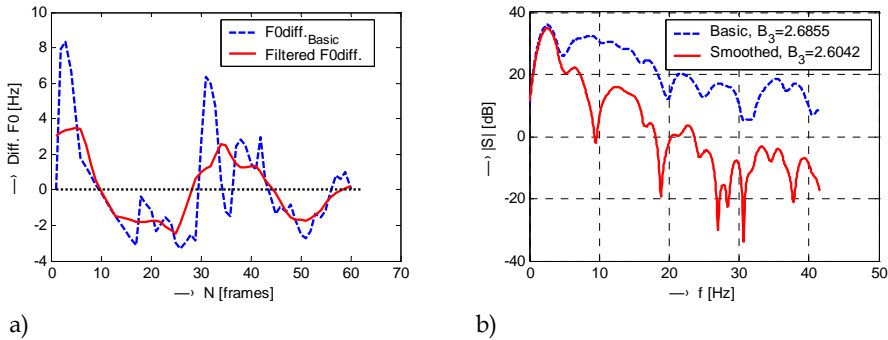 F0diff.Basic
Filtered F0diff.
10
8
6
4
2
0
-2
-4
0 10 20 30 40 50 60 70
—› Diff. F0 [Hz]
—› N [frames]
a)
Basic, B3=2.6855
Smoothed, B3=2.6042
40
20
0
-20
-40
0 10 20 30 40 50
—› |S| [dB]
—› f [Hz]
b)